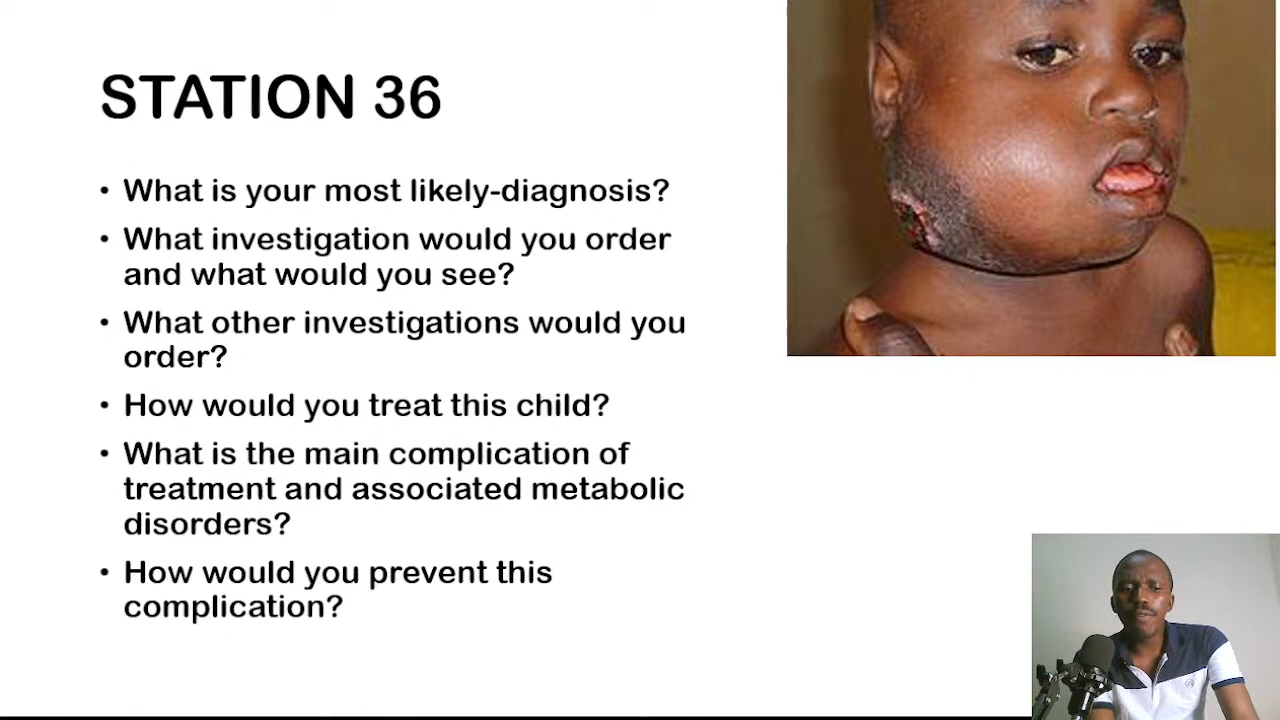 STATION 36
• What is your most likely-diagnosis?
• What investigation would you order
and what would you see?
• What other investigations would you
order?
• How would you treat this child?
• What is the main complication of
treatment and associated metabolic
disorders?
• How would you prevent this
complication?